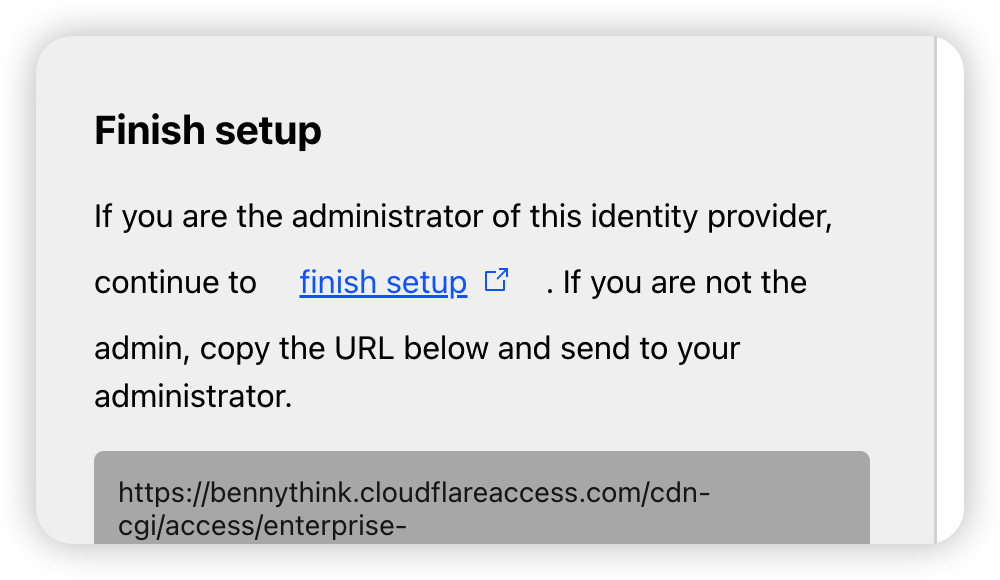 Finish setup
If you are the administrator of this identity provider,
continue to finish setup . If you are not the
admin, copy the URL below and send to your
administrator.
https://bennythink.cloudflareaccess.com/cdn-
cgi/access/enterprise-